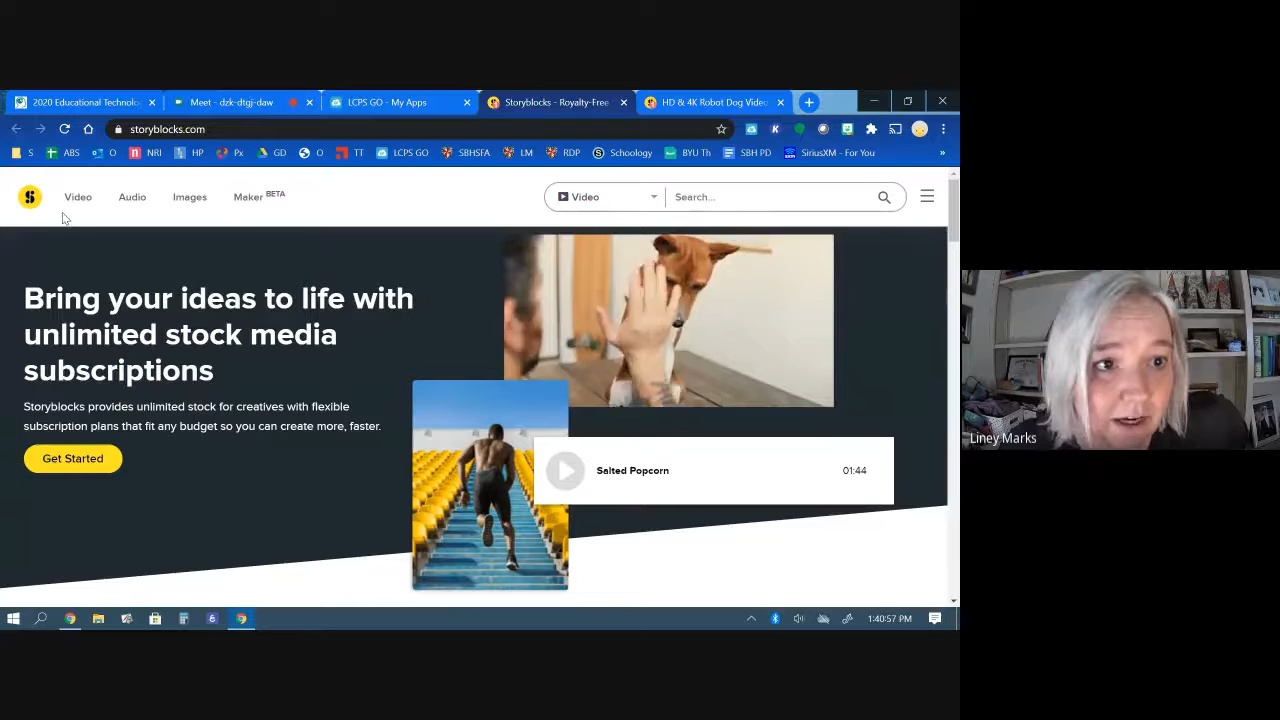 2020 Educational Technolo
Meet - dzk-dtgj-daw
LCPS GO - My Apps
Storyblocks - Royalty-Free
HD & 4K Robot Dog Video
storyblocks.com
S
ABS
O
NRI
HP
Px
GD
O
TT
LCPS GO
SBHSFA
LM
RDP
Schoology
BYU Th
SBH PD
SiriusXM - For You
»
Video
Audio
Images
Maker BETA
Video
Search...
Bring your ideas to life with
unlimited stock media
subscriptions
Storyblocks provides unlimited stock for creatives with flexible
subscription plans that fit any budget so you can create more, faster.
Get Started
Salted Popcorn
01:44
Liney Marks
1:40:57 PM